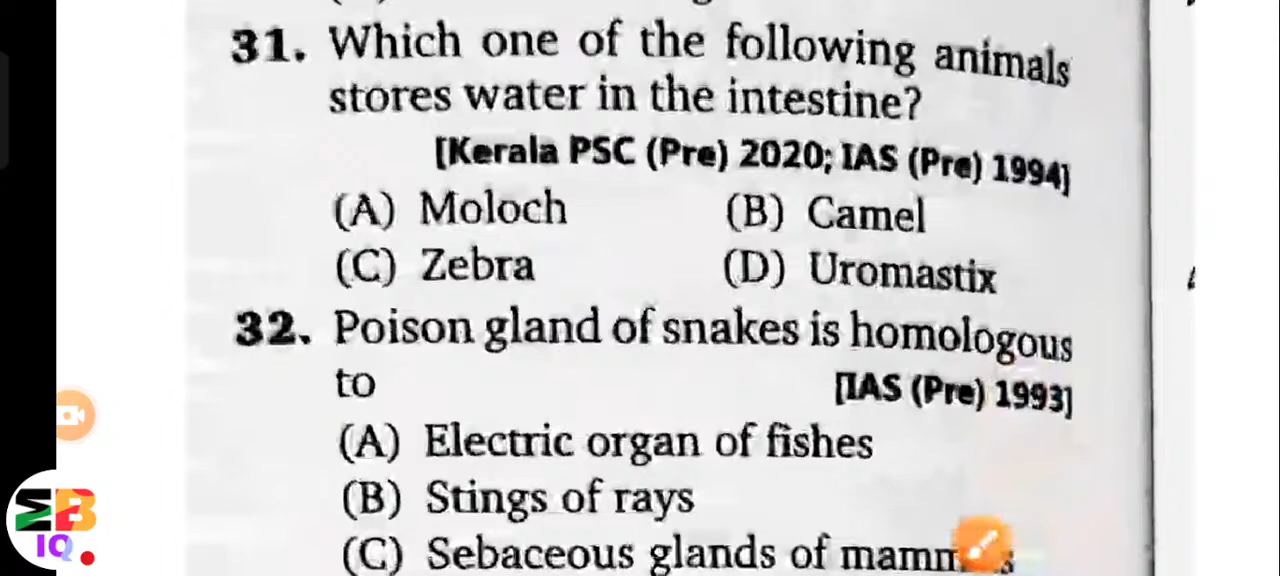 31. Which one of the following animals
stores water in the intestine?
[Kerala PSC (Pre) 2020; IAS (Pre) 1994]
(A) Moloch (B) Camel
(C) Zebra (D) Uromastix
32. Poison gland of snakes is homologous
to [IAS (Pre) 1993]
(A) Electric organ of fishes
(B) Stings of rays
(C) Sebaceous glands of
IQ